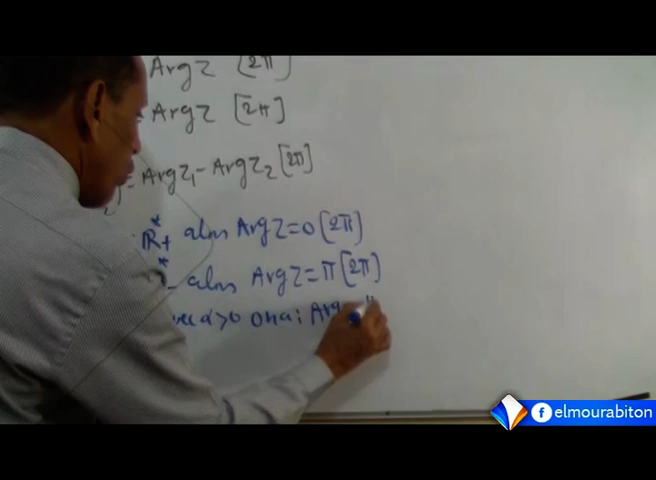 Arg z [2π]
Arg z [2π]
= Arg z₁ - Arg z₂ [2π]
ℝ*₊ alors Arg z = 0 [2π]
*₋ alors Arg z = π [2π]
avec α > 0 on a : Arg
elmourabiton